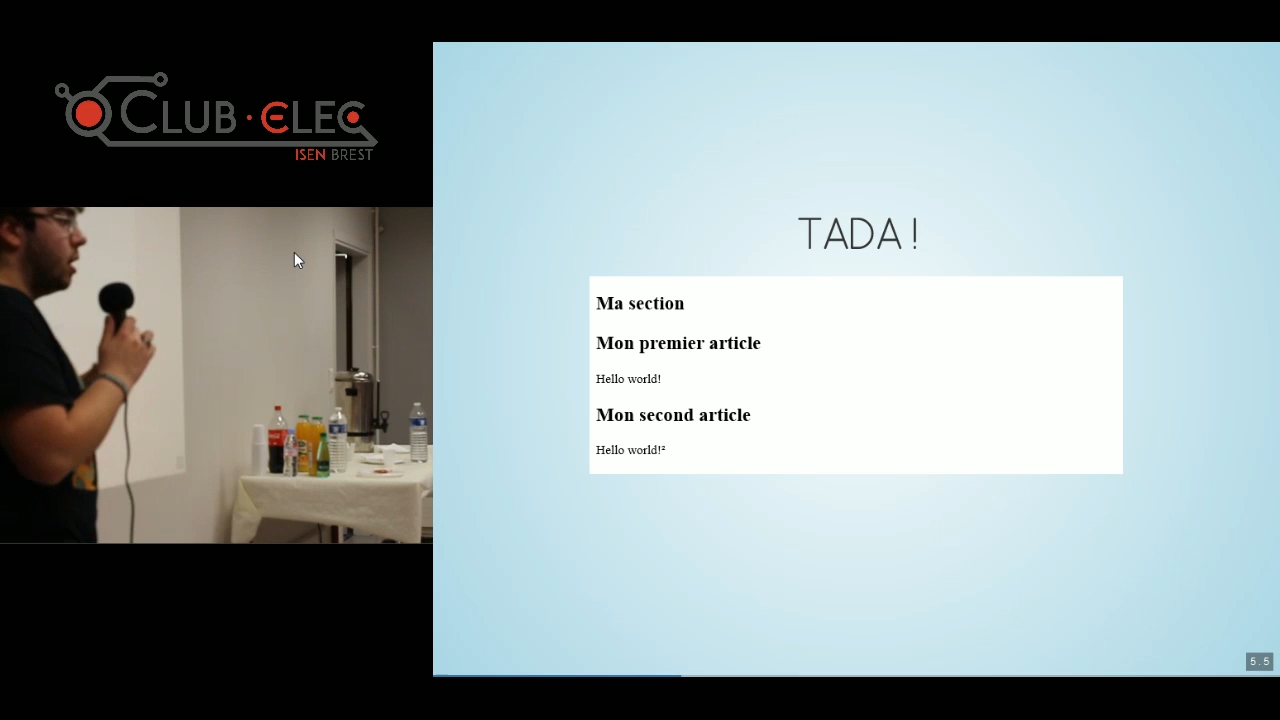 CLUB · ELEC
ISEN BREST
TADA !
Ma section
Mon premier article
Hello world!
Mon second article
Hello world!²
5.5